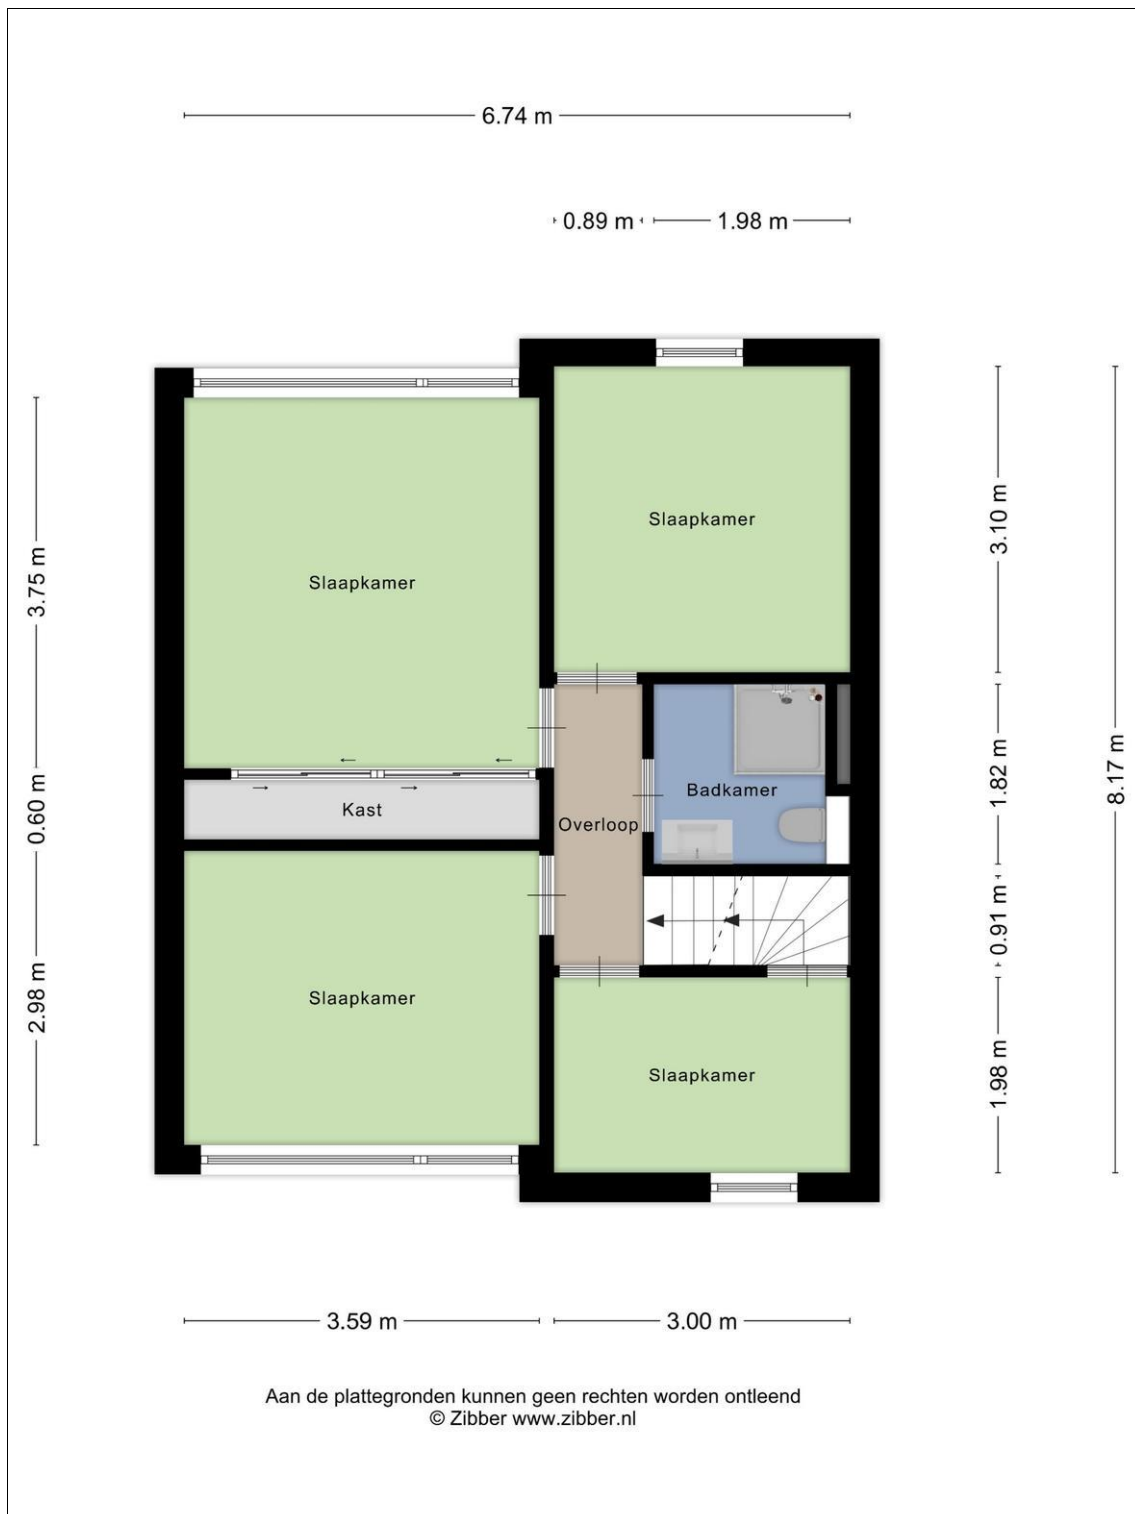 6.74 m
0.89 m
1.98 m
Slaapkamer
Slaapkamer
3.10 m
3.75 m
Badkamer
1.82 m
8.17 m
Kast
0.60 m
Overloop
0.91 m
Slaapkamer
2.98 m
Slaapkamer
1.98 m
3.59 m
3.00 m
Aan de plattegronden kunnen geen rechten worden ontleend
© Zibber www.zibber.nl